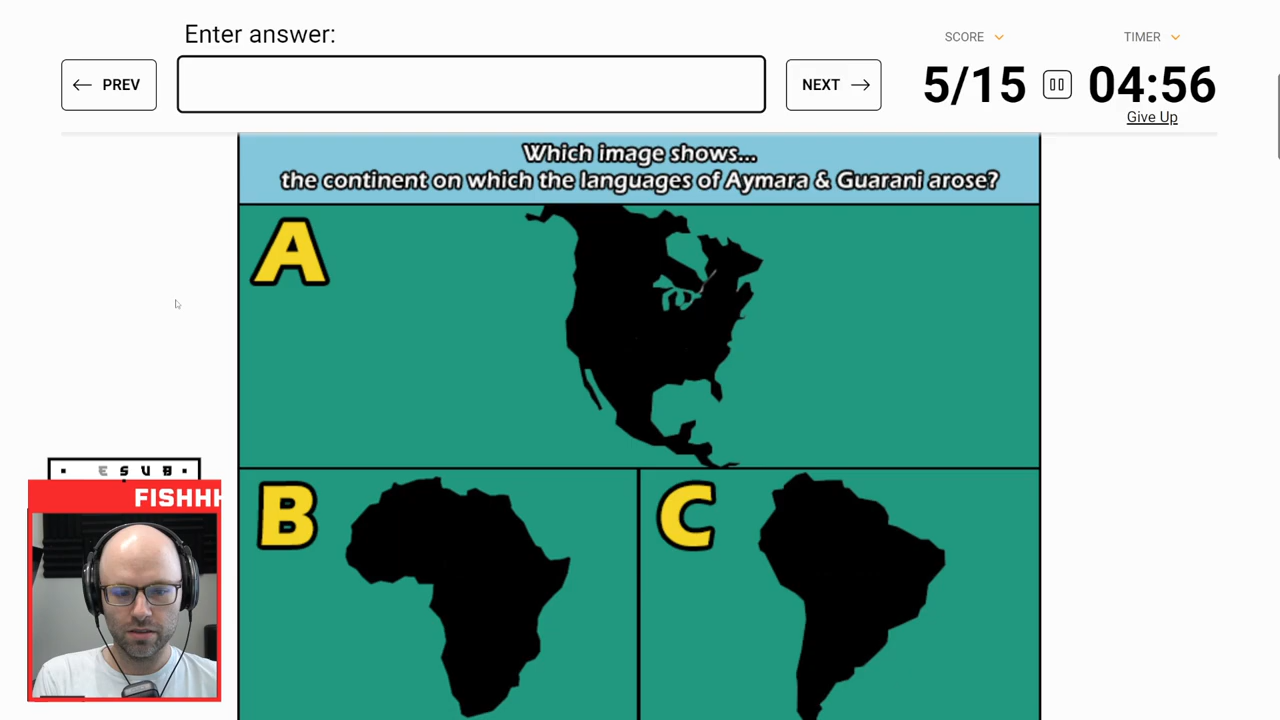 Enter answer:
SCORE
TIMER
PREV
NEXT
5/15
04:56
Give Up
Which image shows...
the continent on which the languages of Aymara & Guarani arose?
A
B
C
E S U B
FISHHH